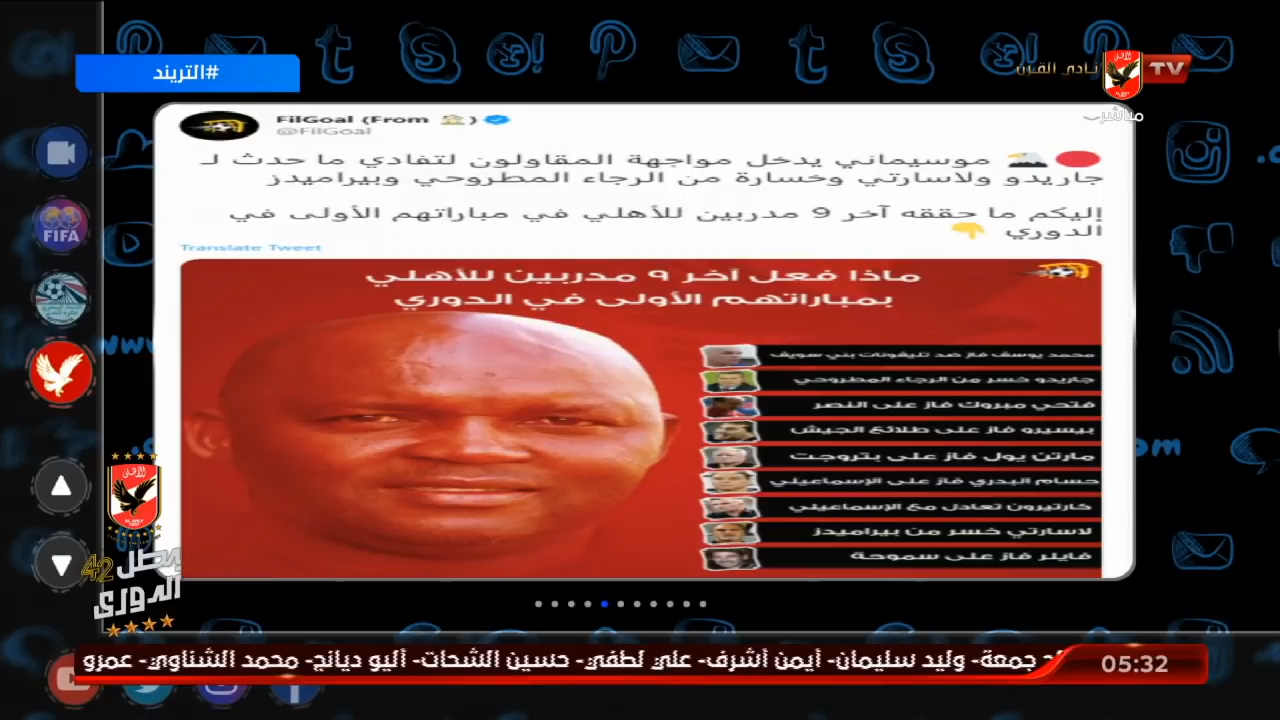 #التريند
نادي القرن
TV
مباشر
FilGoal (From 🏡)
@FilGoal
🔴 🦅 موسيماني يدخل مواجهة المقاولون لتفادي ما حدث لـ
جاريدو ولاسارتي وخسارة من الرجاء المطروحي وبيراميدز
إليكم ما حققه آخر 9 مدربين للأهلي في مباراتهم الأولى في
الدوري 👇
Translate Tweet
ماذا فعل آخر ٩ مدربين للأهلي
بمباراتهم الأولى في الدوري
محمد يوسف فاز ضد تليفونات بني سويف
جاريدو خسر من الرجاء المطروحي
فتحي مبروك فاز على النصر
بيسيرو فاز على طلائع الجيش
مارتن يول فاز على بتروجت
حسام البدري فاز على الإسماعيلي
كارتيرون تعادل مع الإسماعيلي
لاسارتي خسر من بيراميدز
فايلر فاز على سموحة
FIFA
بطل 42
الدوري
جمعة- وليد سليمان- أيمن أشرف- علي لطفي- حسين الشحات- أليو ديانج- محمد الشناوي- عمرو
05:32